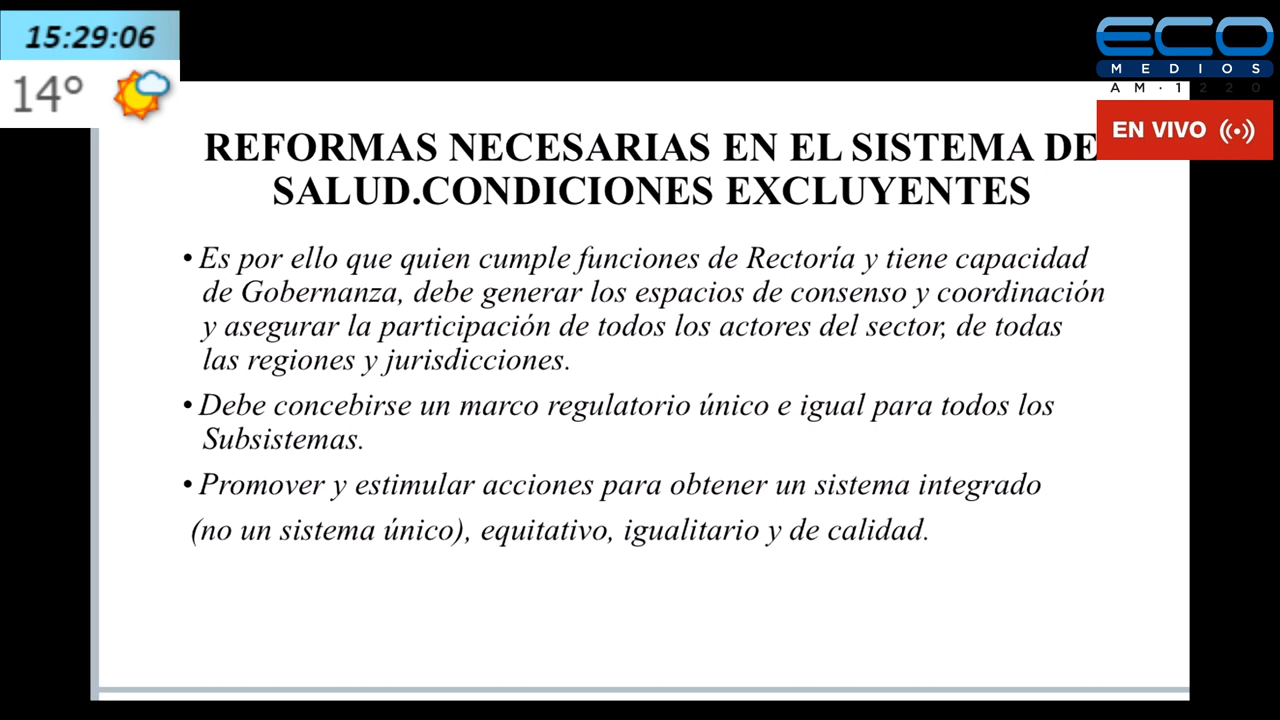 15:29:06
14°
ECO
MEDIOS
AM·1220
EN VIVO
REFORMAS NECESARIAS EN EL SISTEMA DE
SALUD.CONDICIONES EXCLUYENTES
• Es por ello que quien cumple funciones de Rectoría y tiene capacidad
de Gobernanza, debe generar los espacios de consenso y coordinación
y asegurar la participación de todos los actores del sector, de todas
las regiones y jurisdicciones.
• Debe concebirse un marco regulatorio único e igual para todos los
Subsistemas.
• Promover y estimular acciones para obtener un sistema integrado
(no un sistema único), equitativo, igualitario y de calidad.